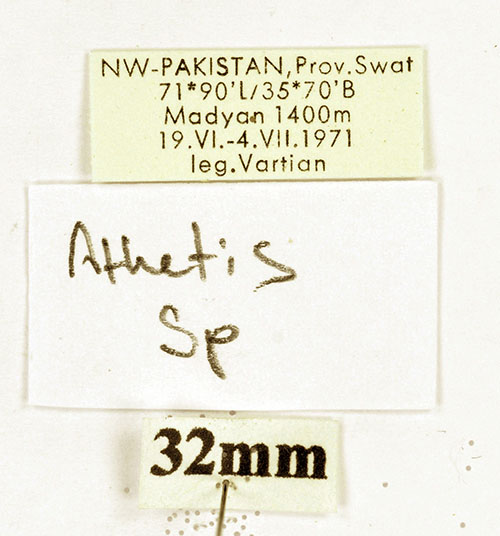 NW-PAKISTAN,Prov.Swat
71*90'L/35*70'B
Madyan 1400m
19.VI.-4.VII.1971
leg.Vartian
Athetis
Sp
32mm